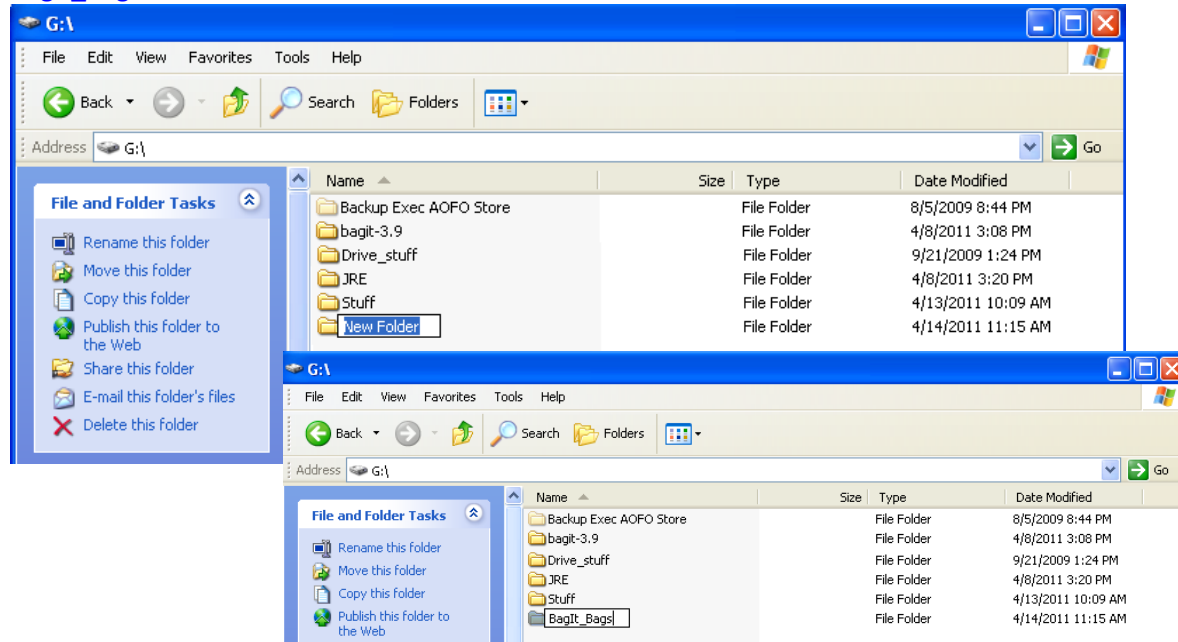 G:\
File Edit View Favorites Tools Help
Back Search Folders
Address G:\ Go
File and Folder Tasks
Rename this folder
Move this folder
Copy this folder
Publish this folder to
the Web
Share this folder
E-mail this folder's files
Delete this folder
Name Size Type Date Modified
Backup Exec AOFO Store File Folder 8/5/2009 8:44 PM
bagit-3.9 File Folder 4/8/2011 3:08 PM
Drive_stuff File Folder 9/21/2009 1:24 PM
JRE File Folder 4/8/2011 3:20 PM
Stuff File Folder 4/13/2011 10:09 AM
New Folder File Folder 4/14/2011 11:15 AM
G:\
File Edit View Favorites Tools Help
Back Search Folders
Address G:\ Go
File and Folder Tasks
Rename this folder
Move this folder
Copy this folder
Publish this folder to
the Web
Name Size Type Date Modified
Backup Exec AOFO Store File Folder 8/5/2009 8:44 PM
bagit-3.9 File Folder 4/8/2011 3:08 PM
Drive_stuff File Folder 9/21/2009 1:24 PM
JRE File Folder 4/8/2011 3:20 PM
Stuff File Folder 4/13/2011 10:09 AM
BagIt_Bags File Folder 4/14/2011 11:15 AM